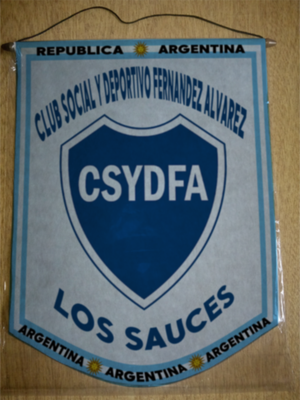 REPUBLICA ARGENTINA
CLUB SOCIAL Y DEPORTIVO FERNANDEZ ALVAREZ
CSYDFA
LOS SAUCES
ARGENTINA ARGENTINA ARGENTINA